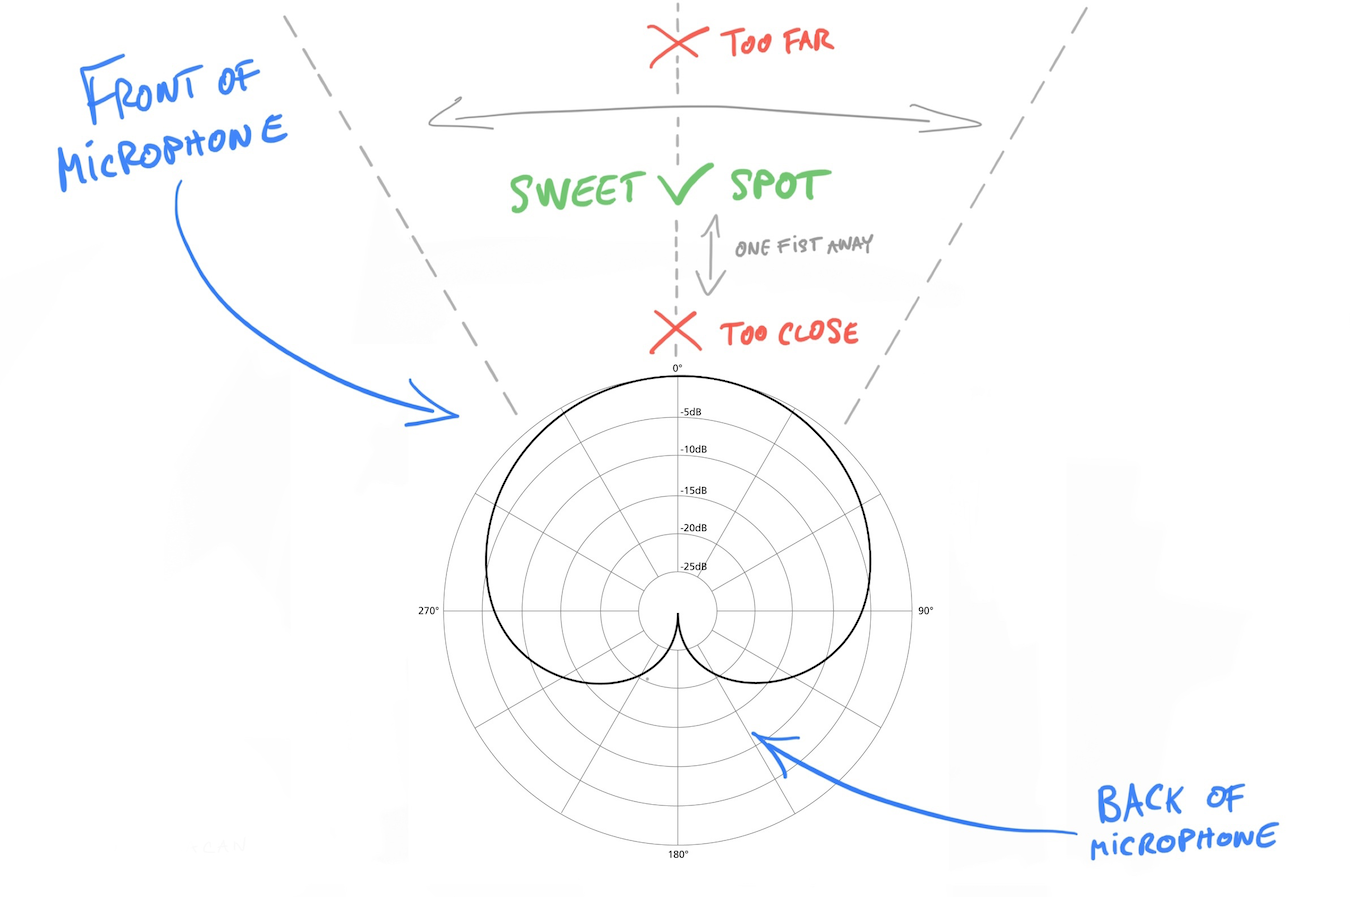 TOO FAR
FRONT OF
MiCROPHONE
SWEET SPOT
ONE FiST AWAY
TOO CLOSE
0°
-5dB
-10dB
-15dB
-20dB
-25dB
270°
90°
180°
BACK OF
MiCROPHONE